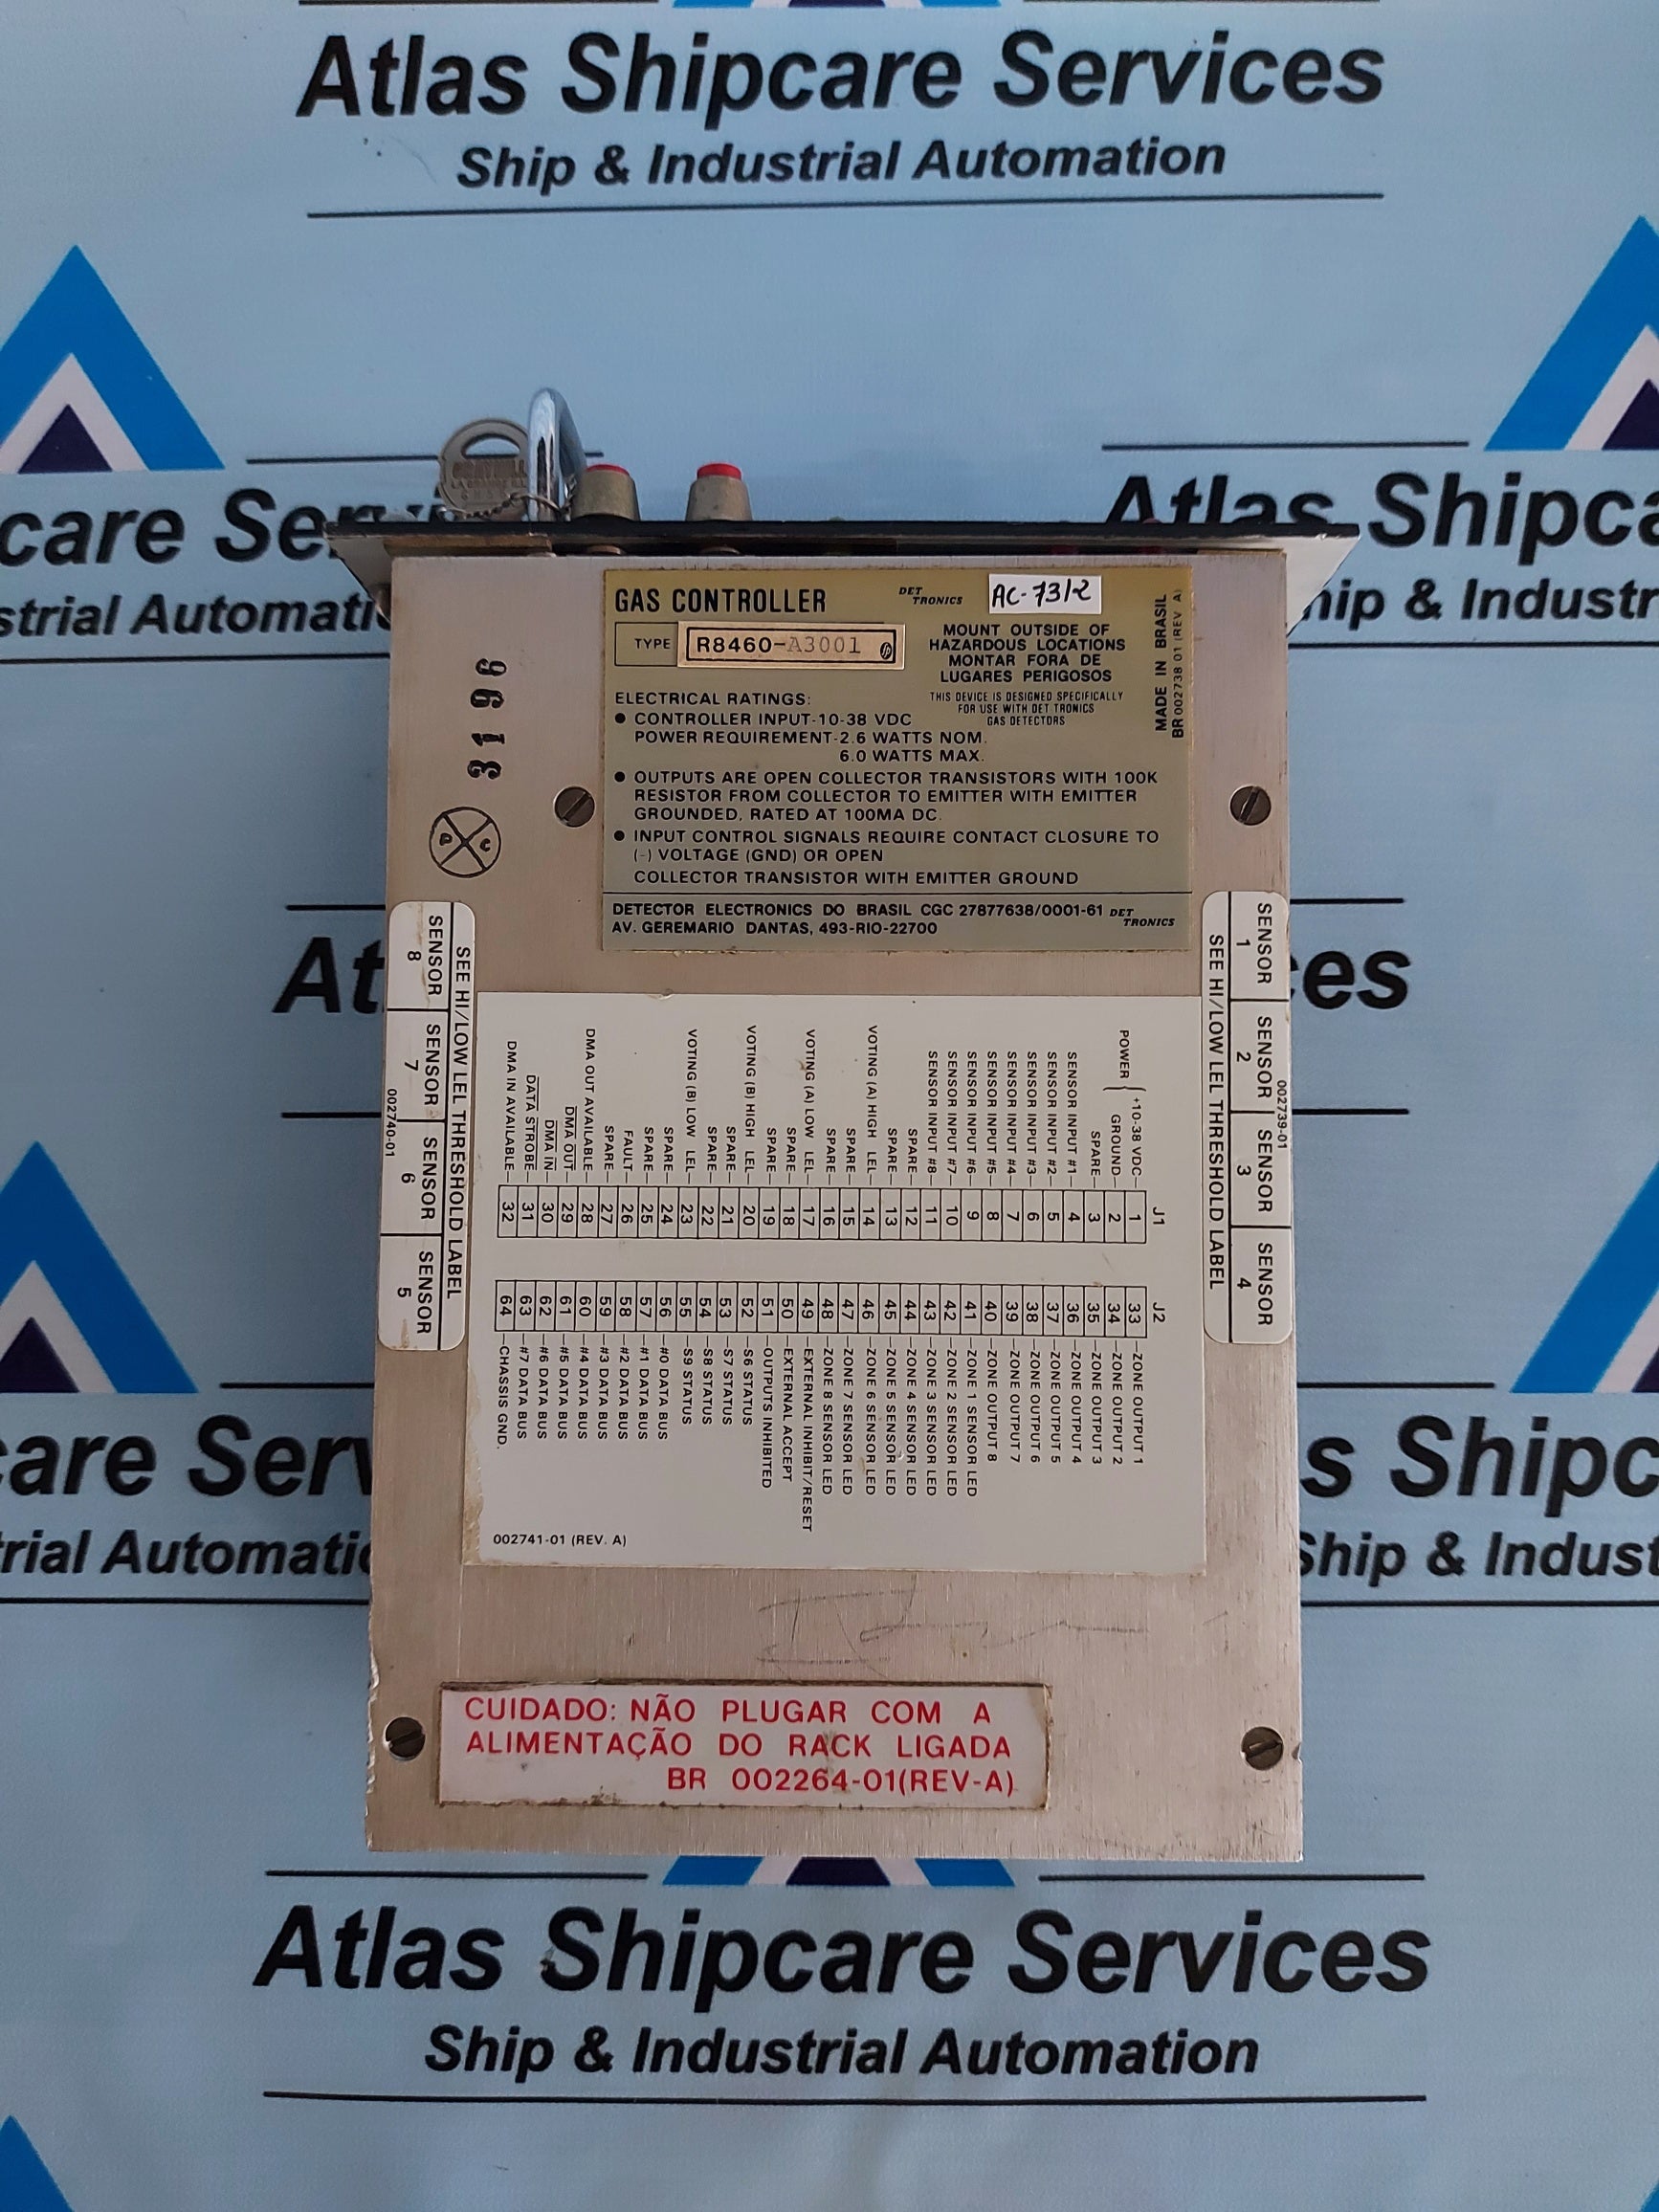 Atlas Shipcare Services
Ship & Industrial Automation
care Ser
strial Automati
Atlas Shipca
hip & Industr
GAS CONTROLLER
DET
TRONICS
AC-731-2
TYPE R8460-A3001
MOUNT OUTSIDE OF
HAZARDOUS LOCATIONS
MONTAR FORA DE
LUGARES PERIGOSOS
THIS DEVICE IS DESIGNED SPECIFICALLY
FOR USE WITH DET TRONICS
GAS DETECTORS
MADE IN BRASIL
BR 002738 01 (REV A)
ELECTRICAL RATINGS:
● CONTROLLER INPUT-10-38 VDC
POWER REQUIREMENT-2.6 WATTS NOM.
6.0 WATTS MAX.
● OUTPUTS ARE OPEN COLLECTOR TRANSISTORS WITH 100K
RESISTOR FROM COLLECTOR TO EMITTER WITH EMITTER
GROUNDED, RATED AT 100MA DC.
● INPUT CONTROL SIGNALS REQUIRE CONTACT CLOSURE TO
(-) VOLTAGE (GND) OR OPEN
COLLECTOR TRANSISTOR WITH EMITTER GROUND
DETECTOR ELECTRONICS DO BRASIL CGC 27877638/0001-61 DET
TRONICS
AV. GEREMARIO DANTAS, 493-RIO-22700
3196
SENSOR 8
SENSOR 7
SENSOR 6
SENSOR 5
SEE HI/LOW LEL THRESHOLD LABEL
002740-01
SENSOR 1
SENSOR 2
SENSOR 3
SENSOR 4
SEE HI/LOW LEL THRESHOLD LABEL
002739-01
J1 J2
POWER
+10-38 VDC 1 33 ZONE OUTPUT 1
GROUND 2 34 ZONE OUTPUT 2
SPARE 3 35 ZONE OUTPUT 3
SENSOR INPUT #1 4 36 ZONE OUTPUT 4
SENSOR INPUT #2 5 37 ZONE OUTPUT 5
SENSOR INPUT #3 6 38 ZONE OUTPUT 6
SENSOR INPUT #4 7 39 ZONE OUTPUT 7
SENSOR INPUT #5 8 40 ZONE OUTPUT 8
SENSOR INPUT #6 9 41 ZONE 1 SENSOR LED
SENSOR INPUT #7 10 42 ZONE 2 SENSOR LED
SENSOR INPUT #8 11 43 ZONE 3 SENSOR LED
SPARE 12 44 ZONE 4 SENSOR LED
SPARE 13 45 ZONE 5 SENSOR LED
VOTING (A) HIGH LEL 14 46 ZONE 6 SENSOR LED
SPARE 15 47 ZONE 7 SENSOR LED
SPARE 16 48 ZONE 8 SENSOR LED
VOTING (A) LOW LEL 17 49 EXTERNAL INHIBIT/RESET
SPARE 18 50 EXTERNAL ACCEPT
SPARE 19 51 OUTPUTS INHIBITED
VOTING (B) HIGH LEL 20 52 S6 STATUS
SPARE 21 53 S7 STATUS
SPARE 22 54 S8 STATUS
VOTING (B) LOW LEL 23 55 S9 STATUS
SPARE 24 56 #0 DATA BUS
SPARE 25 57 #1 DATA BUS
FAULT 26 58 #2 DATA BUS
SPARE 27 59 #3 DATA BUS
DMA OUT AVAILABLE 28 60 #4 DATA BUS
DMA OUT 29 61 #5 DATA BUS
DMA IN 30 62 #6 DATA BUS
DATA STROBE 31 63 #7 DATA BUS
DMA IN AVAILABLE 32 64 CHASSIS GND.
002741-01 (REV. A)
CUIDADO: NÃO PLUGAR COM A
ALIMENTAÇÃO DO RACK LIGADA
BR 002264-01(REV-A)
At
es
care Serv
trial Automatic
s Shipc
Ship & Indust
Atlas Shipcare Services
Ship & Industrial Automation